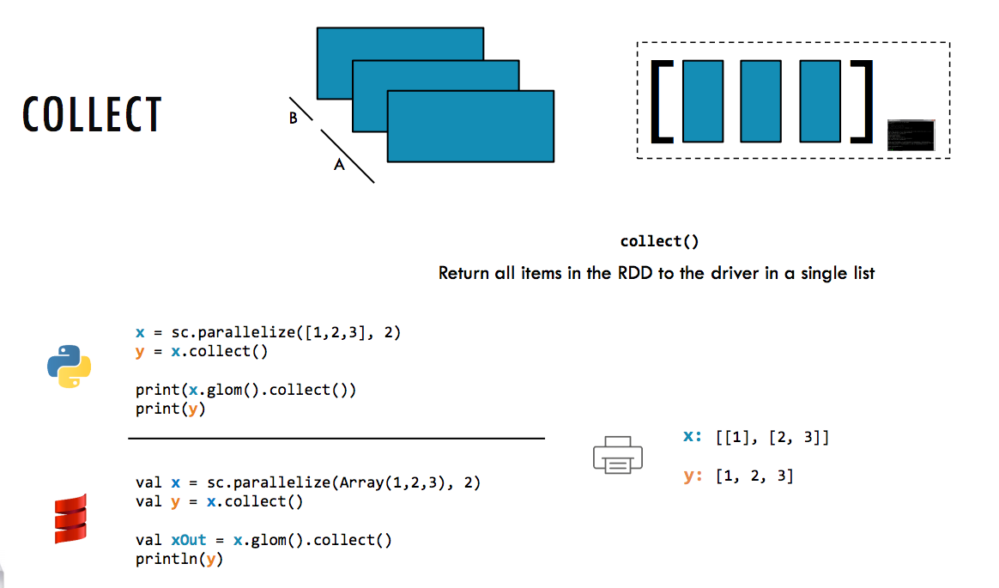 COLLECT
B
A
[ ]
collect()
Return all items in the RDD to the driver in a single list
x = sc.parallelize([1,2,3], 2)
y = x.collect()
print(x.glom().collect())
print(y)
val x = sc.parallelize(Array(1,2,3), 2)
val y = x.collect()
val xOut = x.glom().collect()
println(y)
x: [[1], [2, 3]]
y: [1, 2, 3]